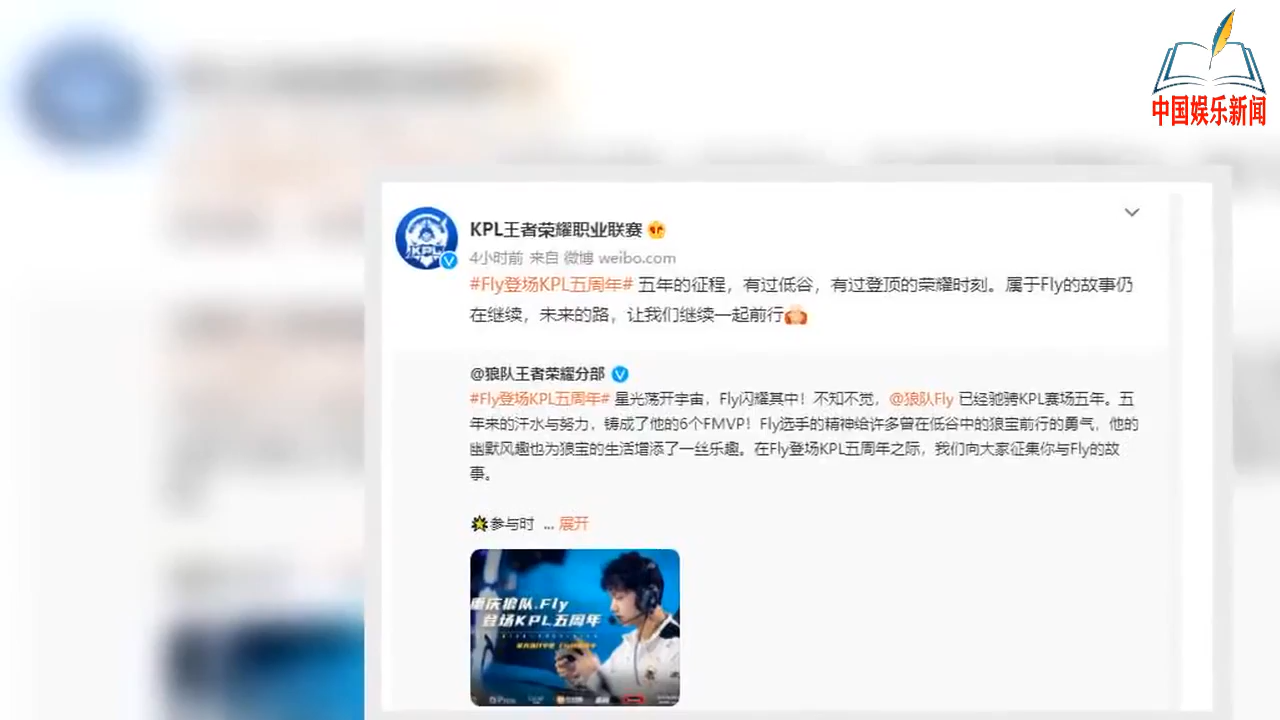 中国娱乐新闻
KPL王者荣耀职业联赛
4小时前 来自 微博 weibo.com
#Fly登场KPL五周年# 五年的征程，有过低谷，有过登顶的荣耀时刻。属于Fly的故事仍
在继续，未来的路，让我们继续一起前行
KPL
@狼队王者荣耀分部
#Fly登场KPL五周年# 星光荡开宇宙，Fly闪耀其中！不知不觉，@狼队Fly 已经驰骋KPL赛场五年。五
年来的汗水与努力，铸成了他的6个FMVP！Fly选手的精神给许多曾在低谷中的狼宝前行的勇气，他的
幽默风趣也为狼宝的生活增添了一丝乐趣。在Fly登场KPL五周年之际，我们向大家征集你与Fly的故
事。
参与时 ... 展开
重庆狼队.Fly
登场KPL五周年